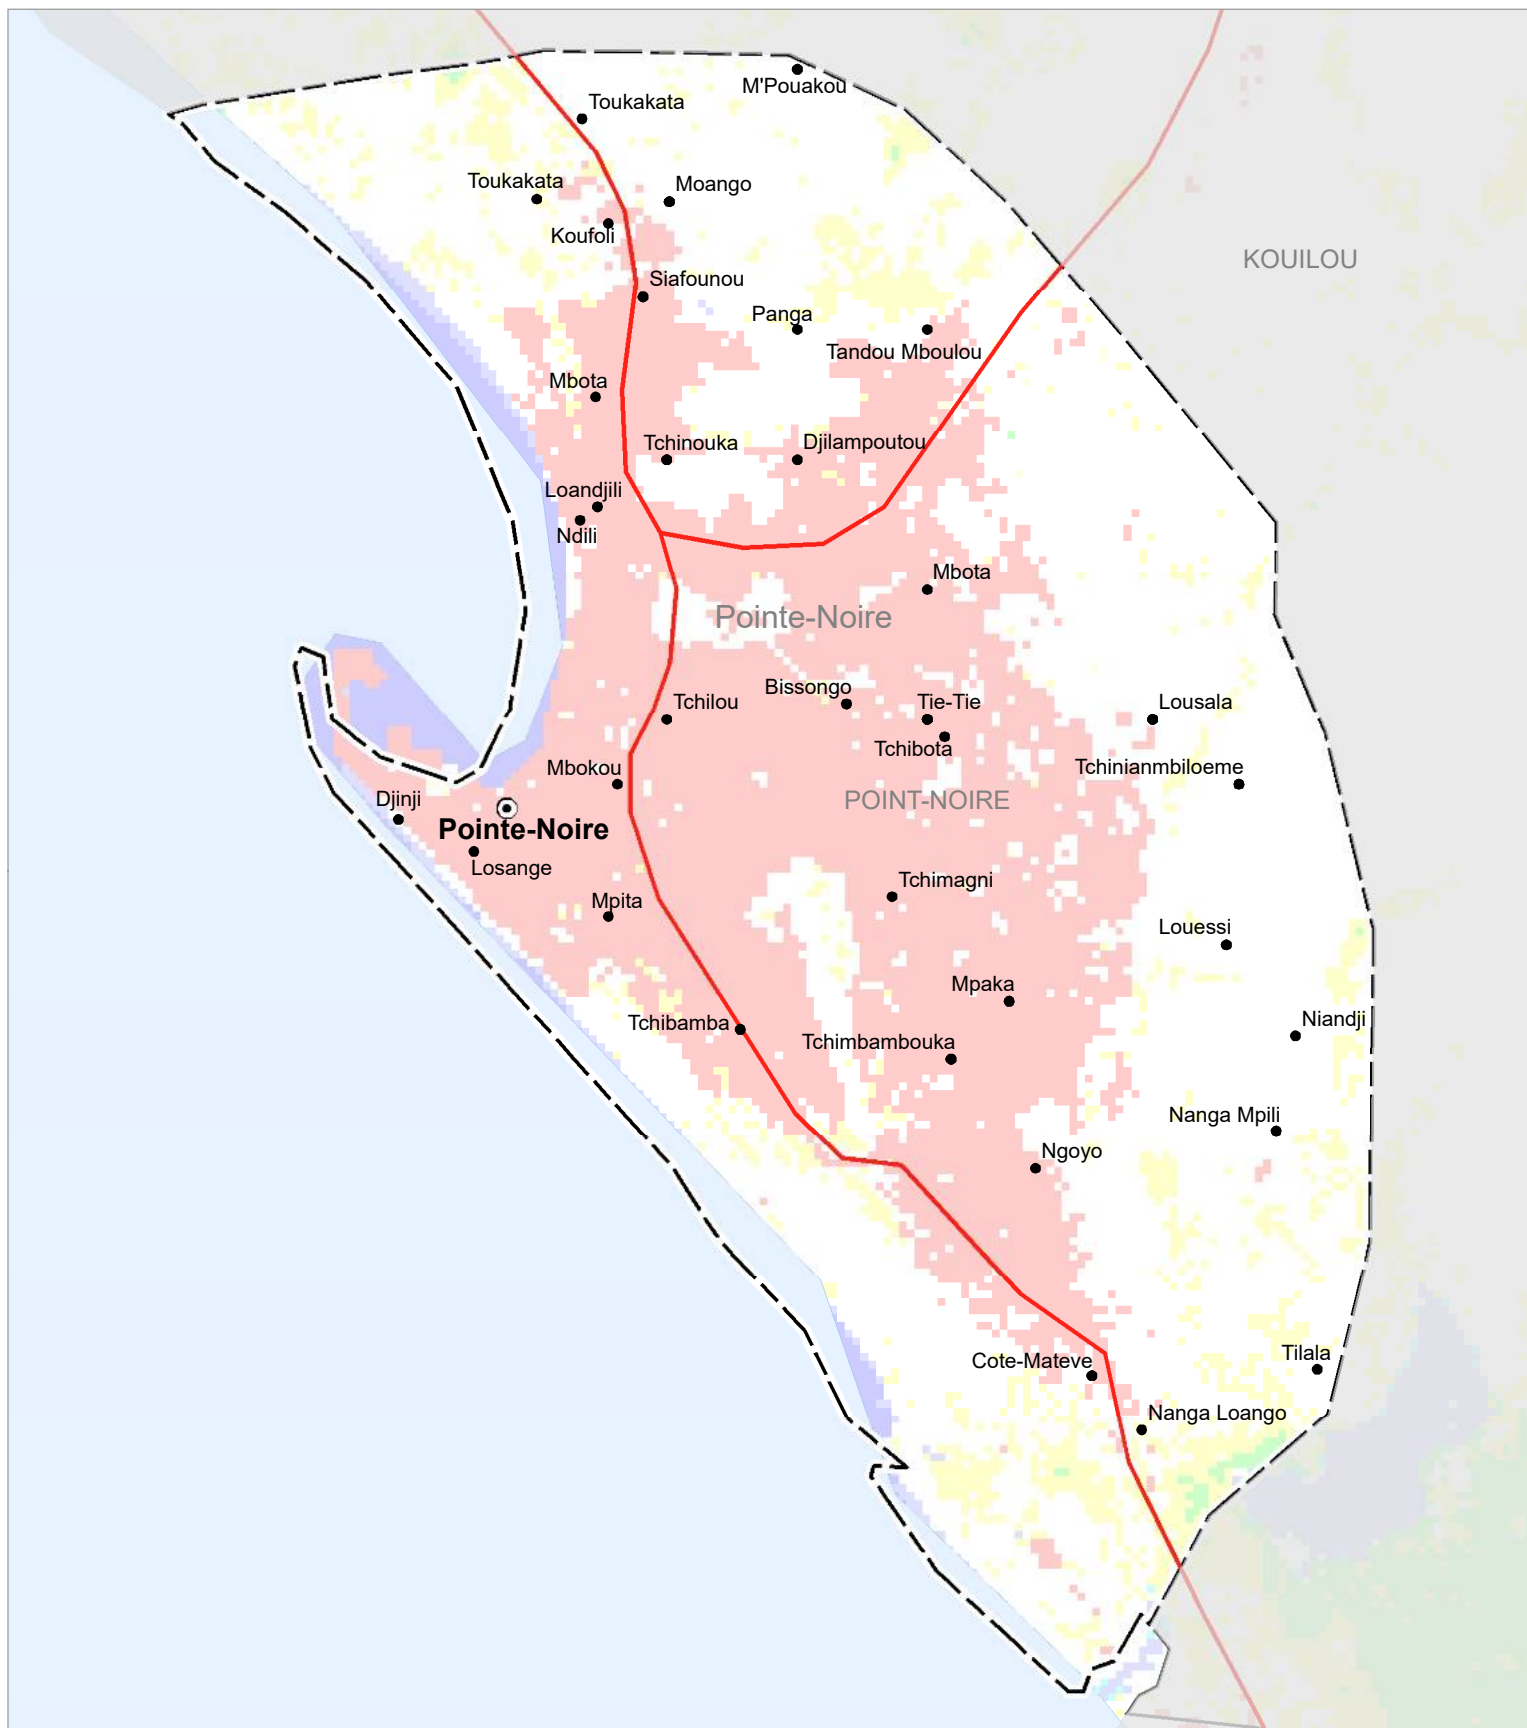 M'Pouakou
Toukakata
Toukakata
Moango
Koufoli
KOUILOU
Siafounou
Panga
Tandou Mboulou
Mbota
Tchinouka
Djilampoutou
Loandjili
Ndili
Mbota
Pointe-Noire
Bissongo
Tie-Tie
Tchilou
Lousala
Tchibota
Mbokou
Tchinianmbiloeme
Djinji
POINT-NOIRE
Pointe-Noire
Losange
Tchimagni
Mpita
Louessi
Mpaka
Tchibamba
Niandji
Tchimbambouka
Nanga Mpili
Ngoyo
Cote-Mateve
Tilala
Nanga Loango